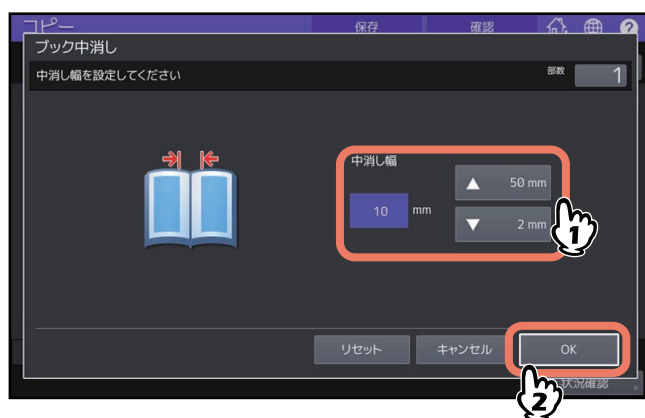 コピー 保存 確認 ?
ブック中消し
中消し幅を設定してください 部数 1
中消し幅
▲ 50 mm
10 mm
▼ 2 mm
1
リセット キャンセル OK
状況確認
2